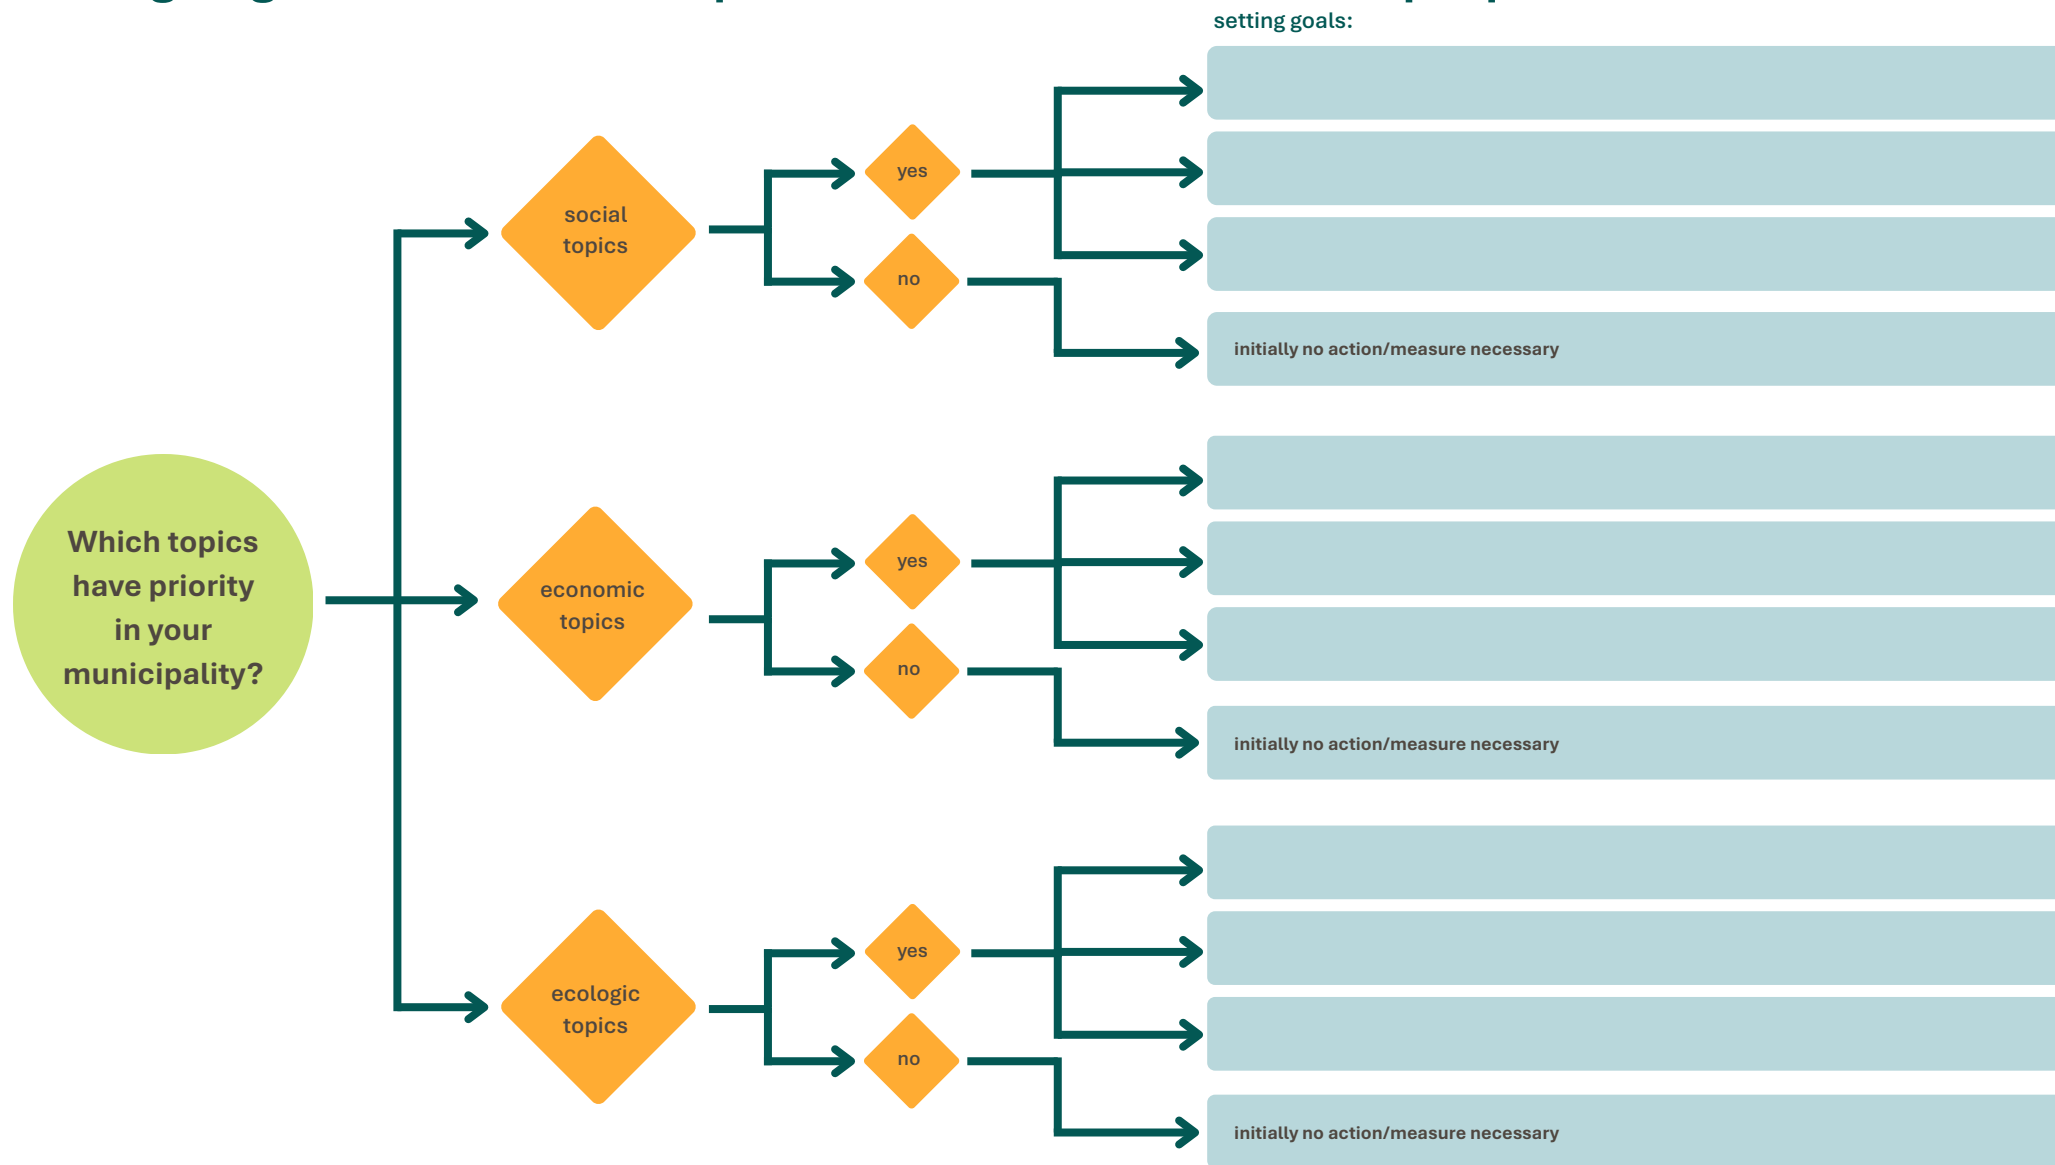 setting goals:
social
topics
yes
no
initially no action/measure necessary
Which topics
have priority
in your
municipality?
economic
topics
yes
no
initially no action/measure necessary
ecologic
topics
yes
no
initially no action/measure necessary